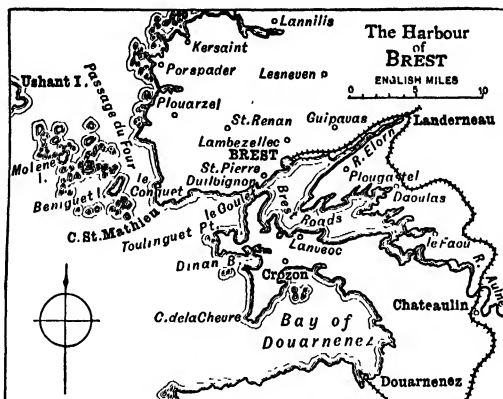 The Harbour
of
BREST
ENGLISH MILES
0 10
Lannilis
Kersaint
Porspader
Lesneven
Ushant I.
Passage du Four
Plouarzel
St. Renan
Guipavas
Landerneau
Lambezellec
BREST
R. Elorn
Molene
I.
St. Pierre
Quilbignon
Plougastel
Beniguet I.
le
Conquet
Daoulas
C. St. Mathieu
le Goulet
Brest
Roads
Toulinguet Pt.
Lanveoc
le Faou
Dinan B.
Crozon
R. Aulne
Chateaulin
C. de la Chevre
Bay of
Douarnenez
Douarnenez